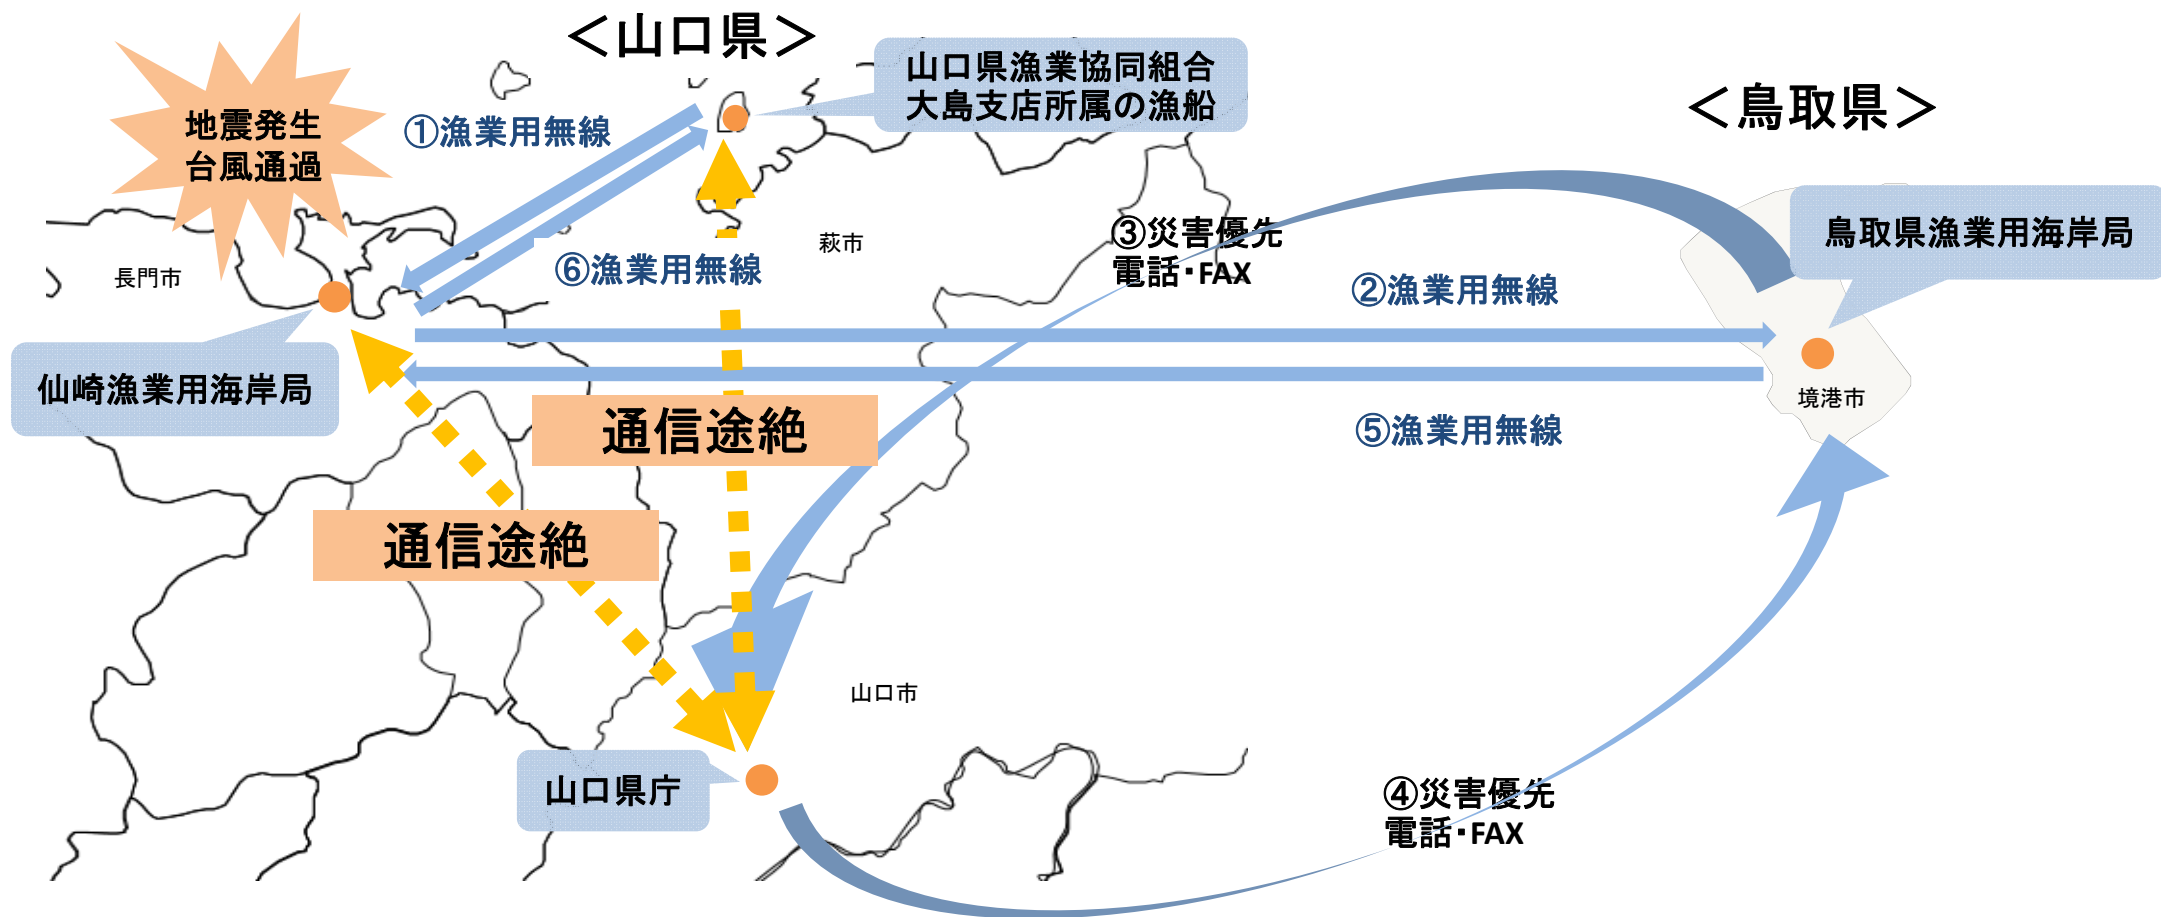 ＜山口県＞
山口県漁業協同組合
大島支店所属の漁船
＜鳥取県＞
地震発生
台風通過
①漁業用無線
③災害優先
電話・FAX
鳥取県漁業用海岸局
萩市
長門市
⑥漁業用無線
②漁業用無線
仙崎漁業用海岸局
境港市
通信途絶
⑤漁業用無線
通信途絶
山口市
山口県庁
④災害優先
電話・FAX